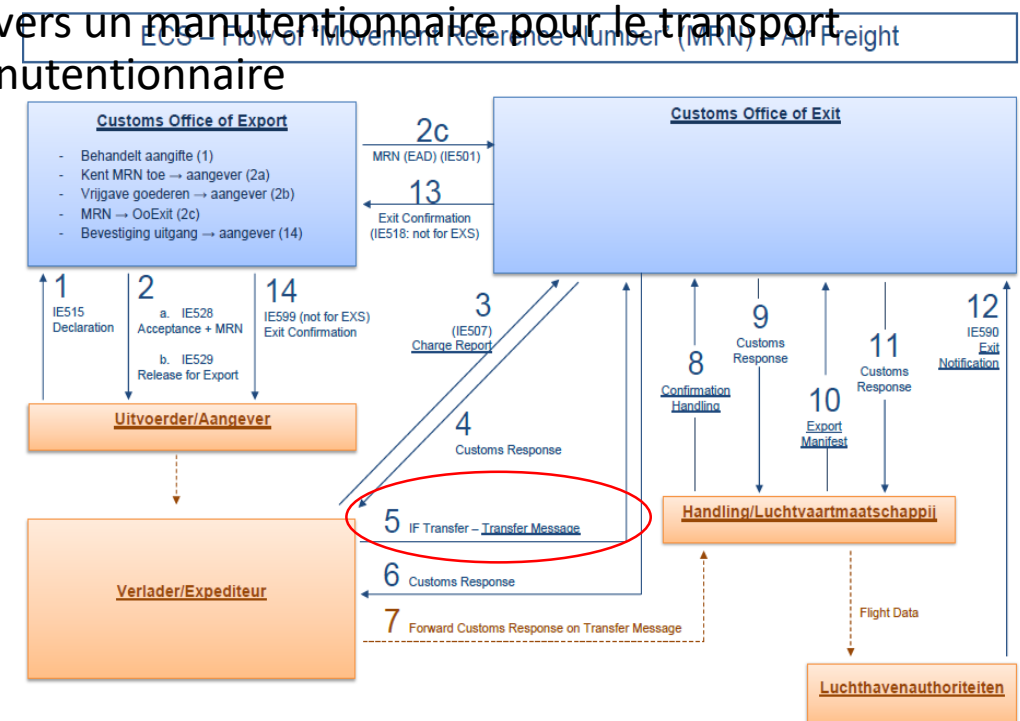 vers un manutentionnaire pour le transport
ECS – Flow of "Movement Reference Number" (MRN) – Air Freight
nutentionnaire
Customs Office of Export
- Behandelt aangifte (1)
- Kent MRN toe → aangever (2a)
- Vrijgave goederen → aangever (2b)
- MRN → OoExit (2c)
- Bevestiging uitgang → aangever (14)
2c
MRN (EAD) (IE501)
13
Exit Confirmation
(IE518: not for EXS)
Customs Office of Exit
1
IE515
Declaration
2
a. IE528
Acceptance + MRN
b. IE529
Release for Export
14
IE599 (not for EXS)
Exit Confirmation
3
(IE507)
Charge Report
4
Customs Response
8
Confirmation
Handling
9
Customs
Response
10
Export
Manifest
11
Customs
Response
12
IE590
Exit
Notification
Uitvoerder/Aangever
5 IF Transfer – Transfer Message
6 Customs Response
7 Forward Customs Response on Transfer Message
Verlader/Expediteur
Handling/Luchtvaartmaatschappij
Flight Data
Luchthavenauthoriteiten